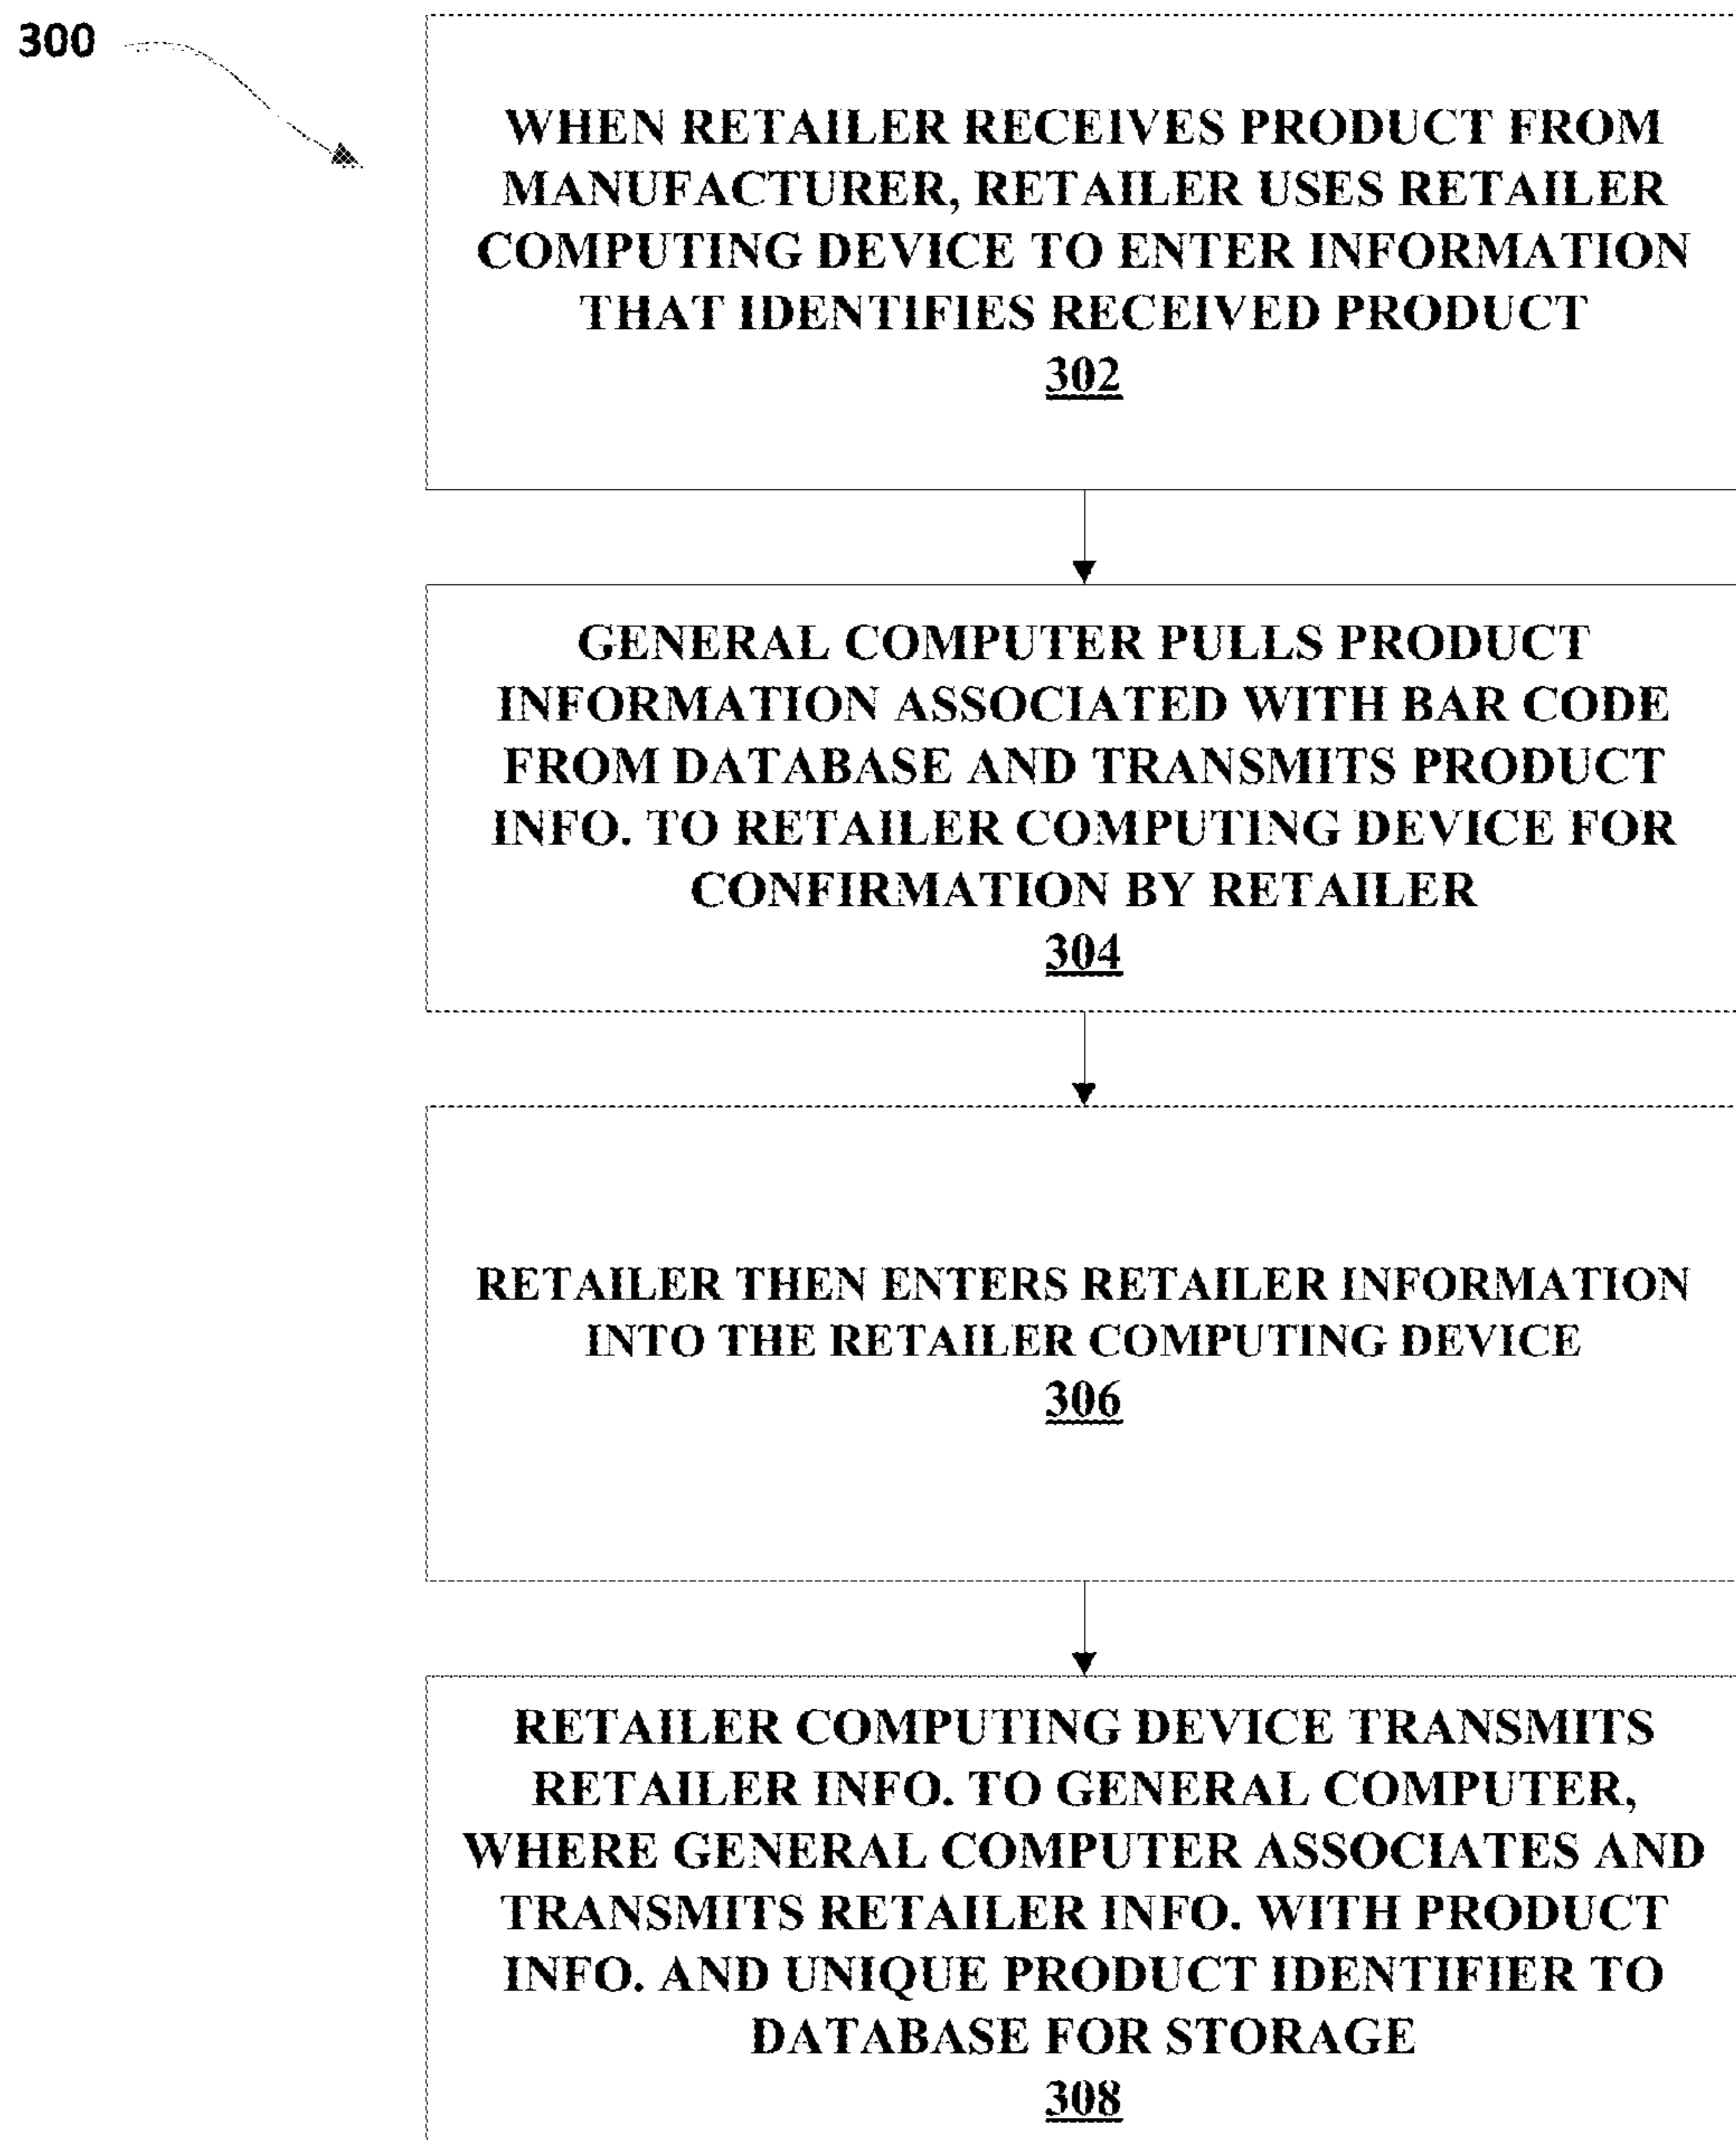 300
WHEN RETAILER RECEIVES PRODUCT FROM
MANUFACTURER, RETAILER USES RETAILER
COMPUTING DEVICE TO ENTER INFORMATION
THAT IDENTIFIES RECEIVED PRODUCT
302
GENERAL COMPUTER PULLS PRODUCT
INFORMATION ASSOCIATED WITH BAR CODE
FROM DATABASE AND TRANSMITS PRODUCT
INFO. TO RETAILER COMPUTING DEVICE FOR
CONFIRMATION BY RETAILER
304
RETAILER THEN ENTERS RETAILER INFORMATION
INTO THE RETAILER COMPUTING DEVICE
306
RETAILER COMPUTING DEVICE TRANSMITS
RETAILER INFO. TO GENERAL COMPUTER,
WHERE GENERAL COMPUTER ASSOCIATES AND
TRANSMITS RETAILER INFO. WITH PRODUCT
INFO. AND UNIQUE PRODUCT IDENTIFIER TO
DATABASE FOR STORAGE
308